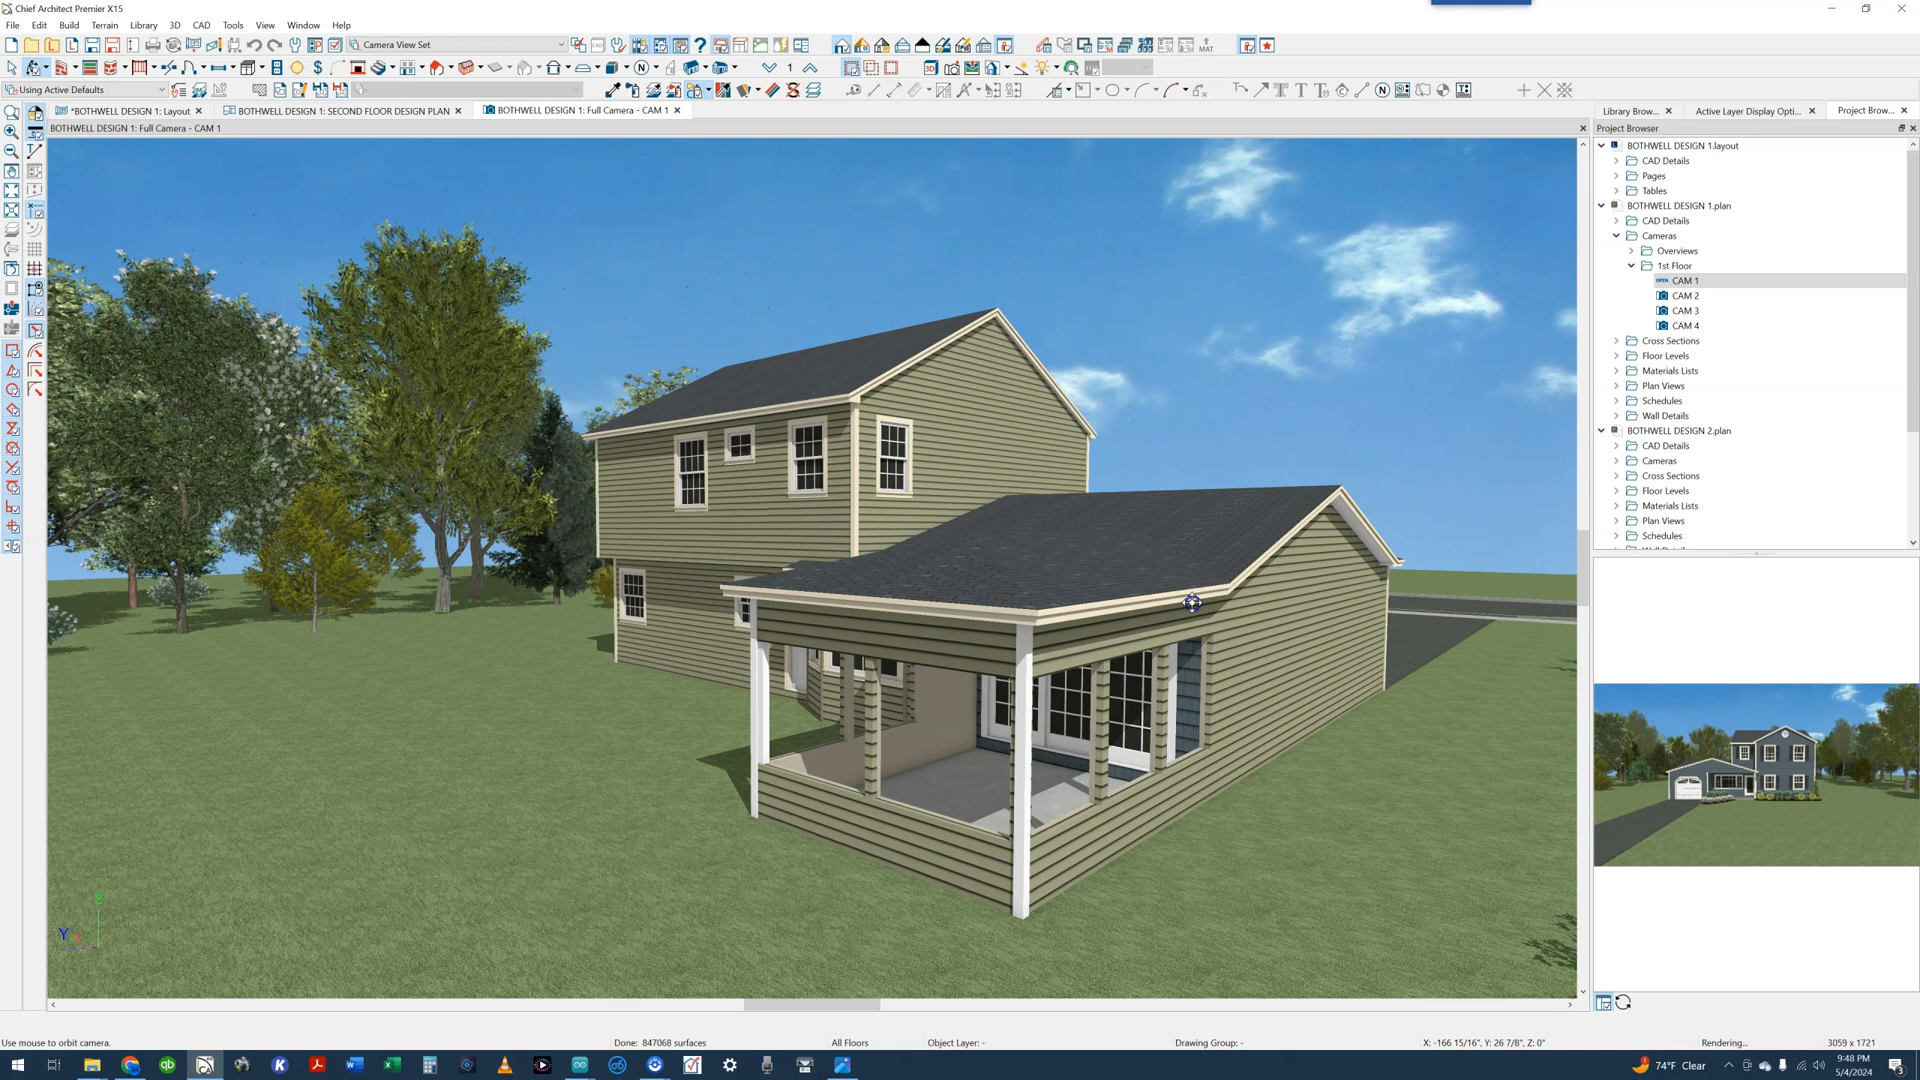 Chief Architect Premier X15
File Edit Build Terrain Library 3D CAD Tools View Window Help
Camera View Set
1
MAT
Using Active Defaults
*BOTHWELL DESIGN 1: Layout
BOTHWELL DESIGN 1: SECOND FLOOR DESIGN PLAN
BOTHWELL DESIGN 1: Full Camera - CAM 1
BOTHWELL DESIGN 1: Full Camera - CAM 1
Library Brow...
Active Layer Display Opti...
Project Brow...
Project Browser
BOTHWELL DESIGN 1.layout
CAD Details
Pages
Tables
BOTHWELL DESIGN 1.plan
CAD Details
Cameras
Overviews
1st Floor
OPEN CAM 1
CAM 2
CAM 3
CAM 4
Cross Sections
Floor Levels
Materials Lists
Plan Views
Schedules
Wall Details
BOTHWELL DESIGN 2.plan
CAD Details
Cameras
Cross Sections
Floor Levels
Materials Lists
Plan Views
Schedules
Z
Y
X
Use mouse to orbit camera.
Done: 847068 surfaces
All Floors
Object Layer: -
Drawing Group: -
X: -166 15/16", Y: 26 7/8", Z: 0"
Rendering...
3059 x 1721
74°F Clear
9:48 PM
5/4/2024
3